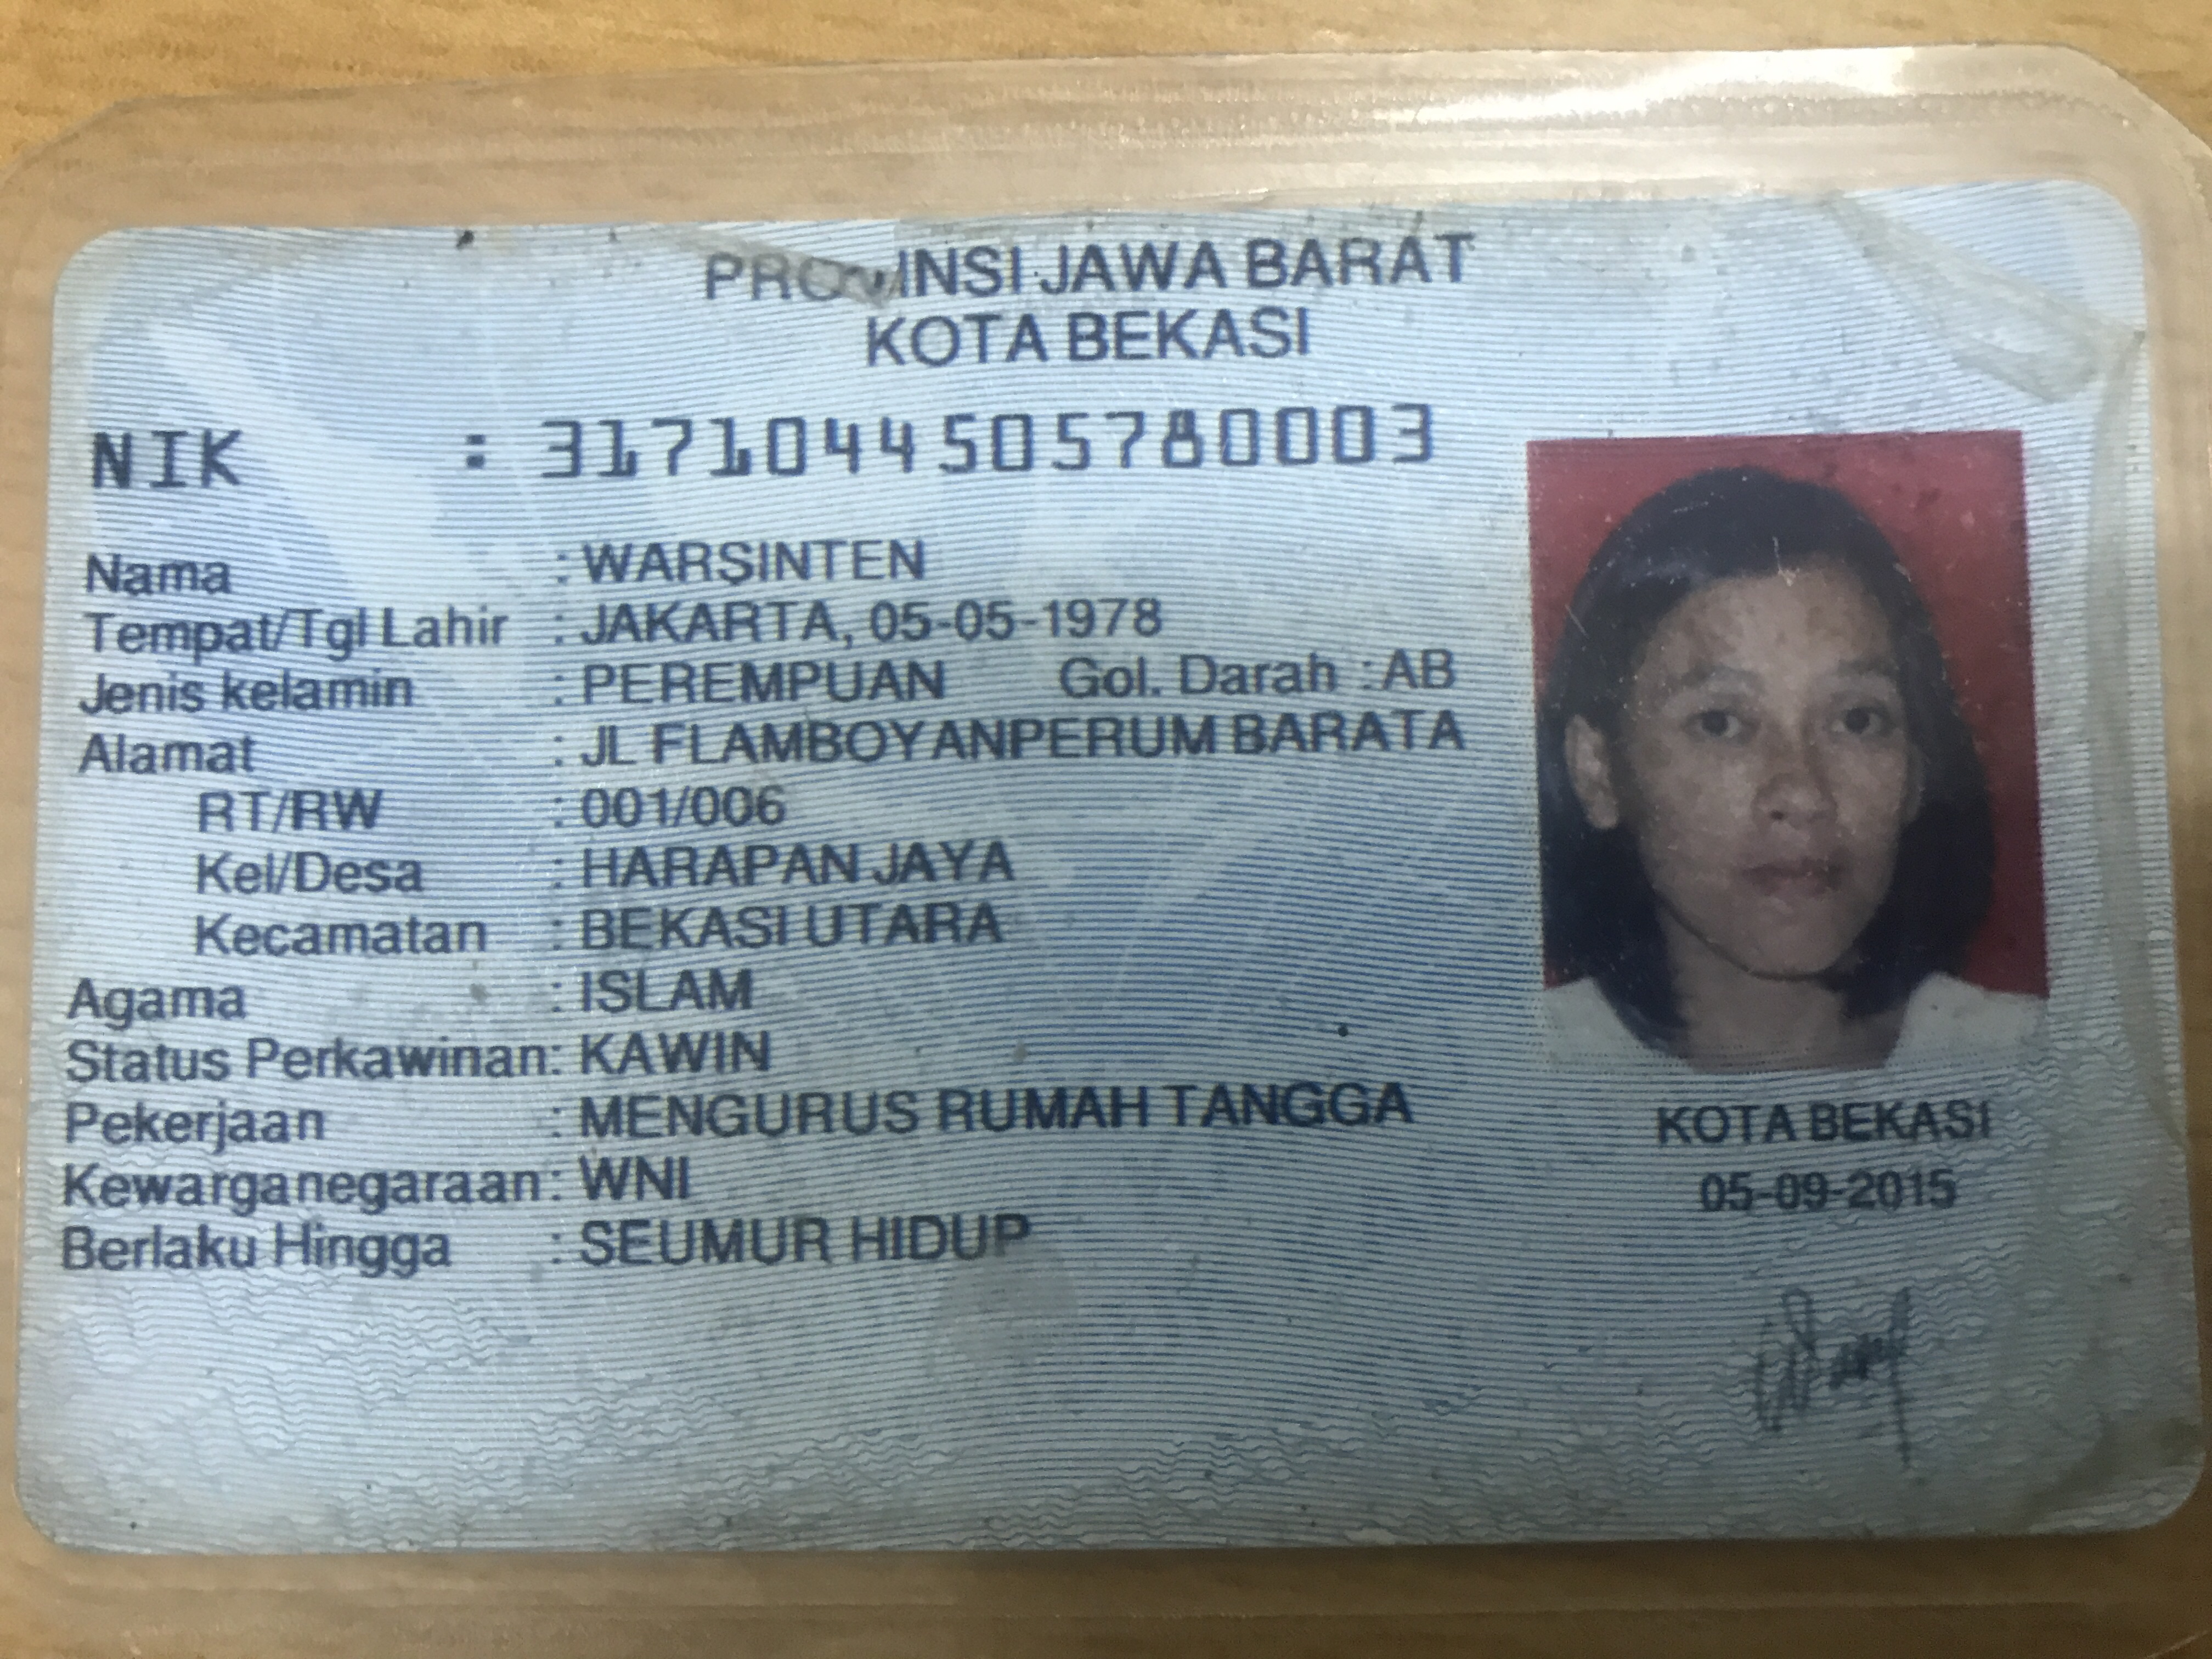 PROVINSI JAWA BARAT
KOTA BEKASI
NIK : 3171044505780003
Nama : WARSINTEN
Tempat/Tgl Lahir : JAKARTA, 05-05-1978
Jenis kelamin : PEREMPUAN Gol. Darah : AB
Alamat : JL FLAMBOYANPERUM BARATA
RT/RW : 001/006
Kel/Desa : HARAPAN JAYA
Kecamatan : BEKASI UTARA
Agama : ISLAM
Status Perkawinan: KAWIN
Pekerjaan : MENGURUS RUMAH TANGGA
Kewarganegaraan: WNI
Berlaku Hingga : SEUMUR HIDUP
KOTA BEKASI
05-09-2015